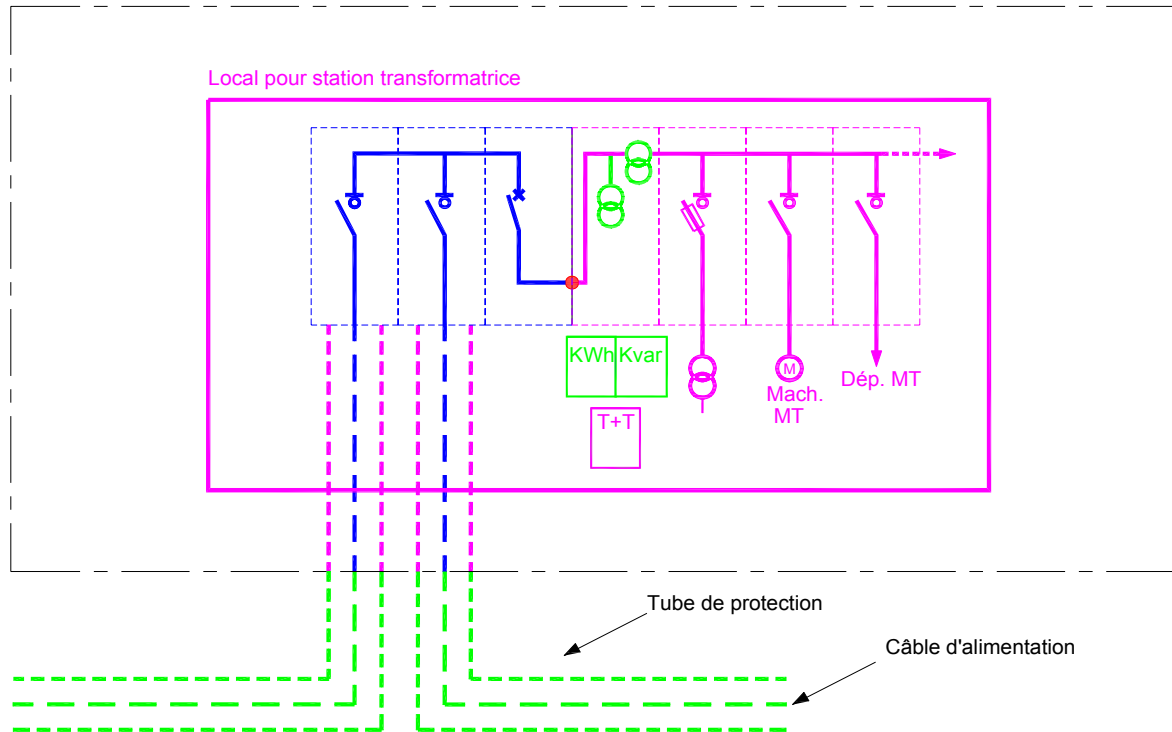 Local pour station transformatrice
KWh Kvar
T+T
M
Mach.
MT
Dép. MT
Tube de protection
Câble d'alimentation